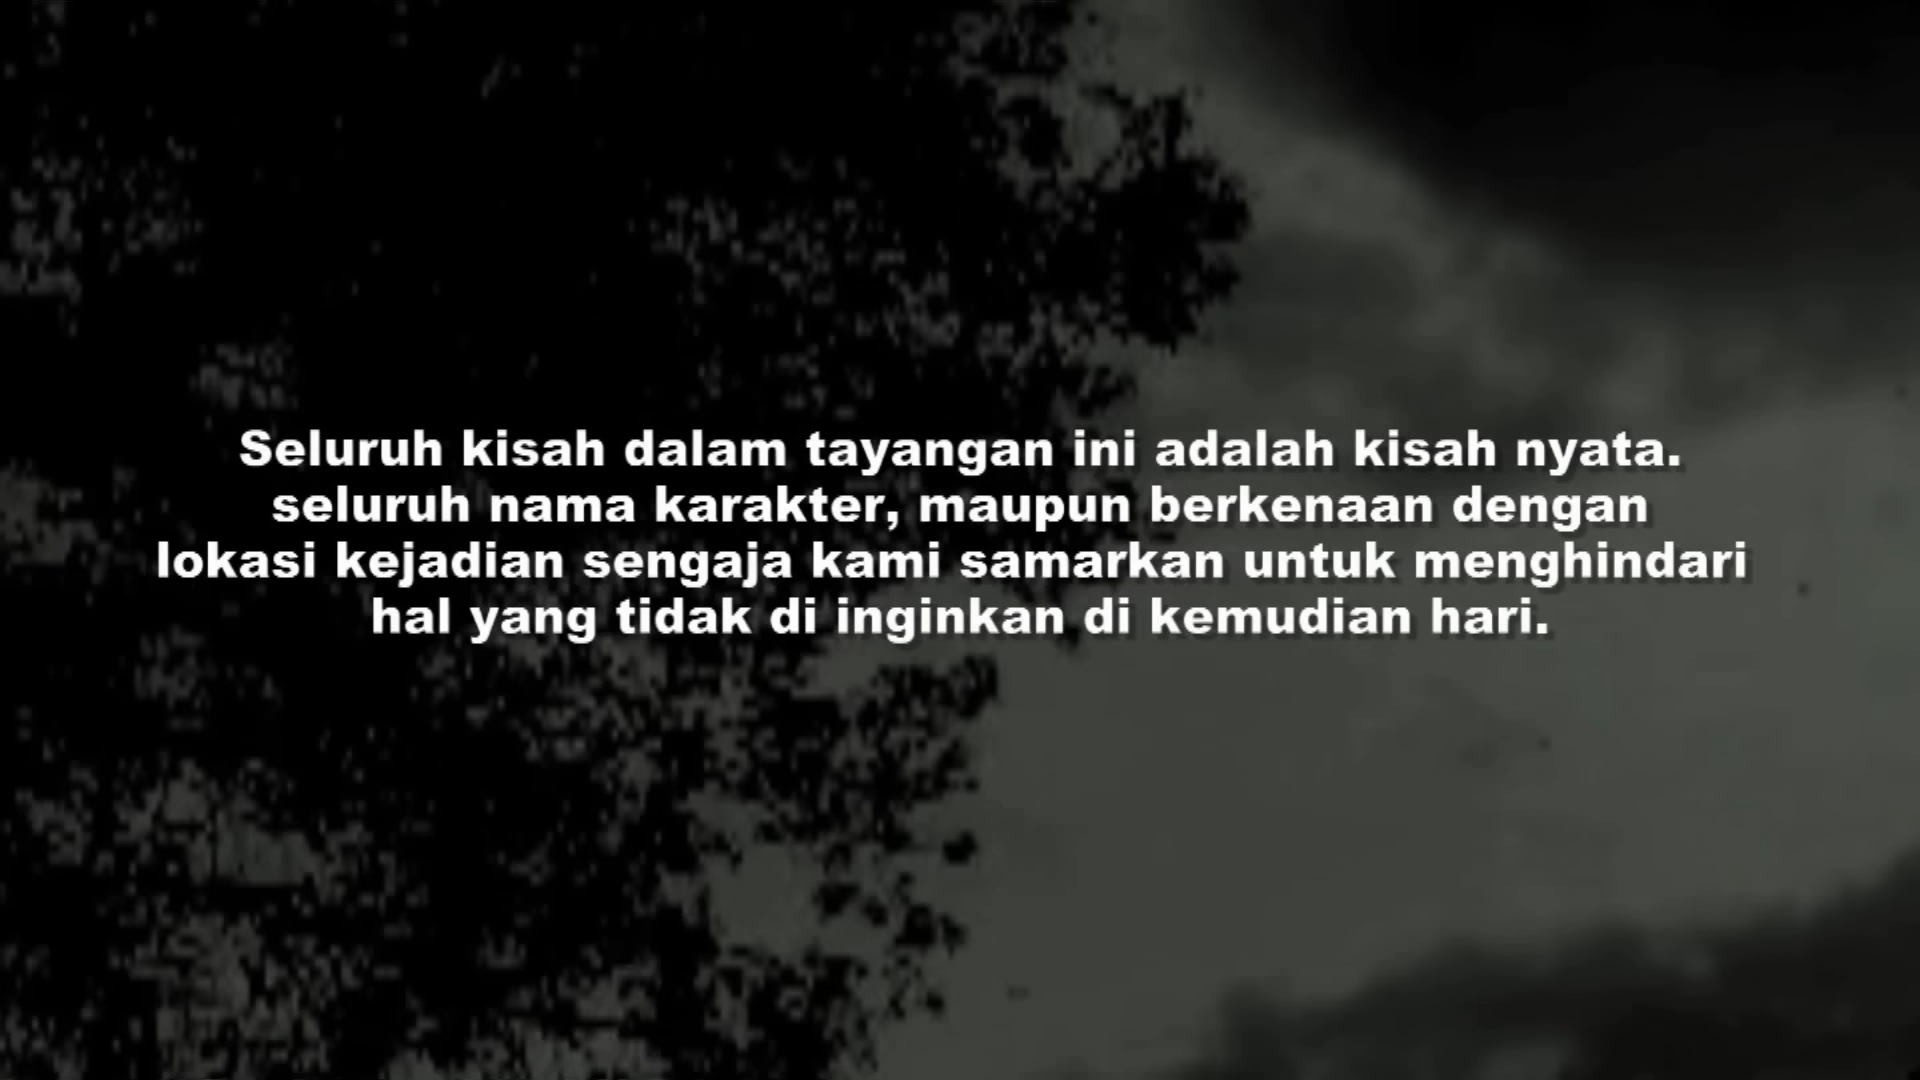 Seluruh kisah dalam tayangan ini adalah kisah nyata.
seluruh nama karakter, maupun berkenaan dengan
lokasi kejadian sengaja kami samarkan untuk menghindari
hal yang tidak di inginkan di kemudian hari.